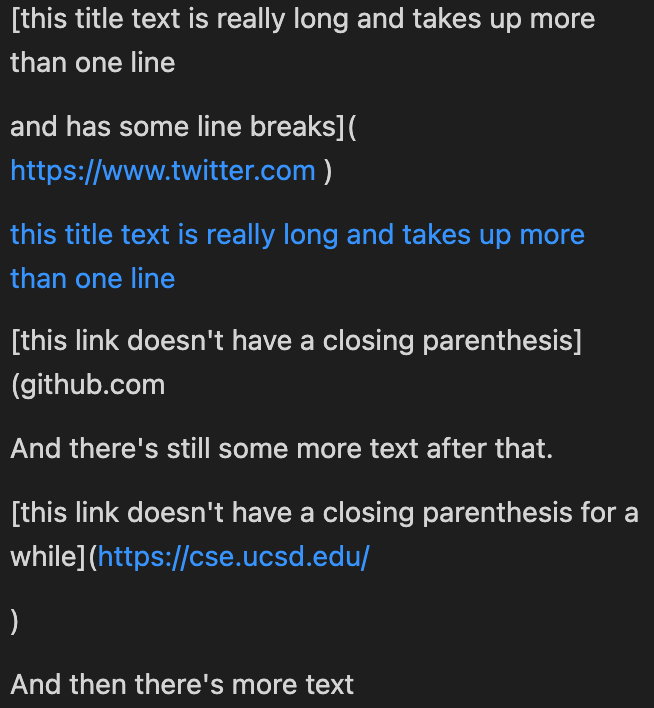 [this title text is really long and takes up more
than one line
and has some line breaks](
https://www.twitter.com )
this title text is really long and takes up more
than one line
[this link doesn't have a closing parenthesis]
(github.com
And there's still some more text after that.
[this link doesn't have a closing parenthesis for a
while](https://cse.ucsd.edu/
)
And then there's more text